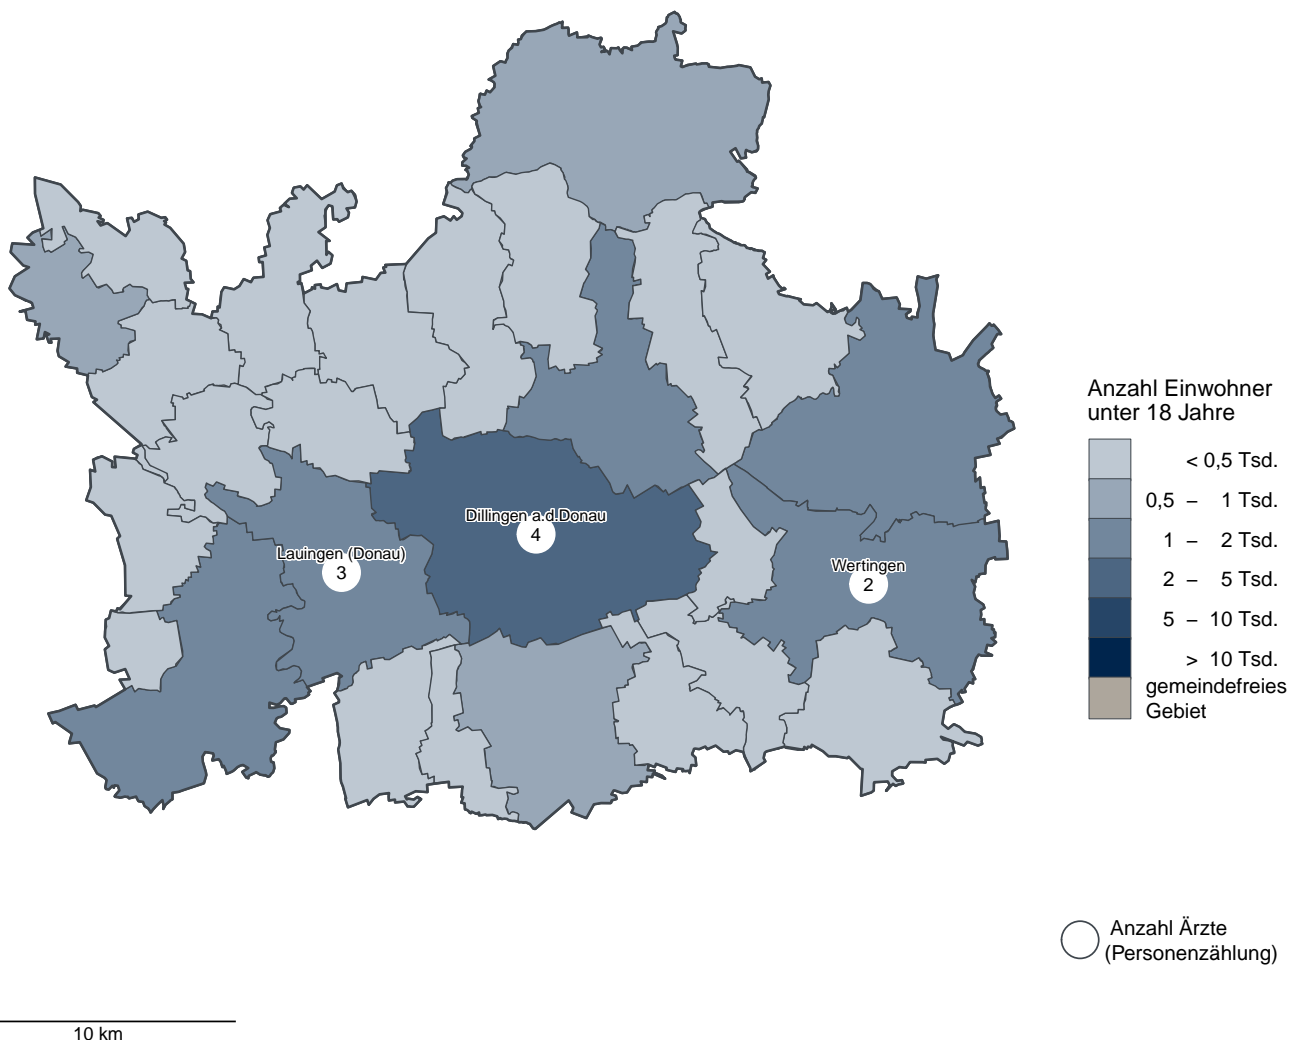 Dillingen a.d.Donau
4
Lauingen (Donau)
3
Wertingen
2
Anzahl Einwohner
unter 18 Jahre
< 0,5 Tsd.
0,5 – 1 Tsd.
1 – 2 Tsd.
2 – 5 Tsd.
5 – 10 Tsd.
> 10 Tsd.
gemeindefreies
Gebiet
Anzahl Ärzte
(Personenzählung)
10 km